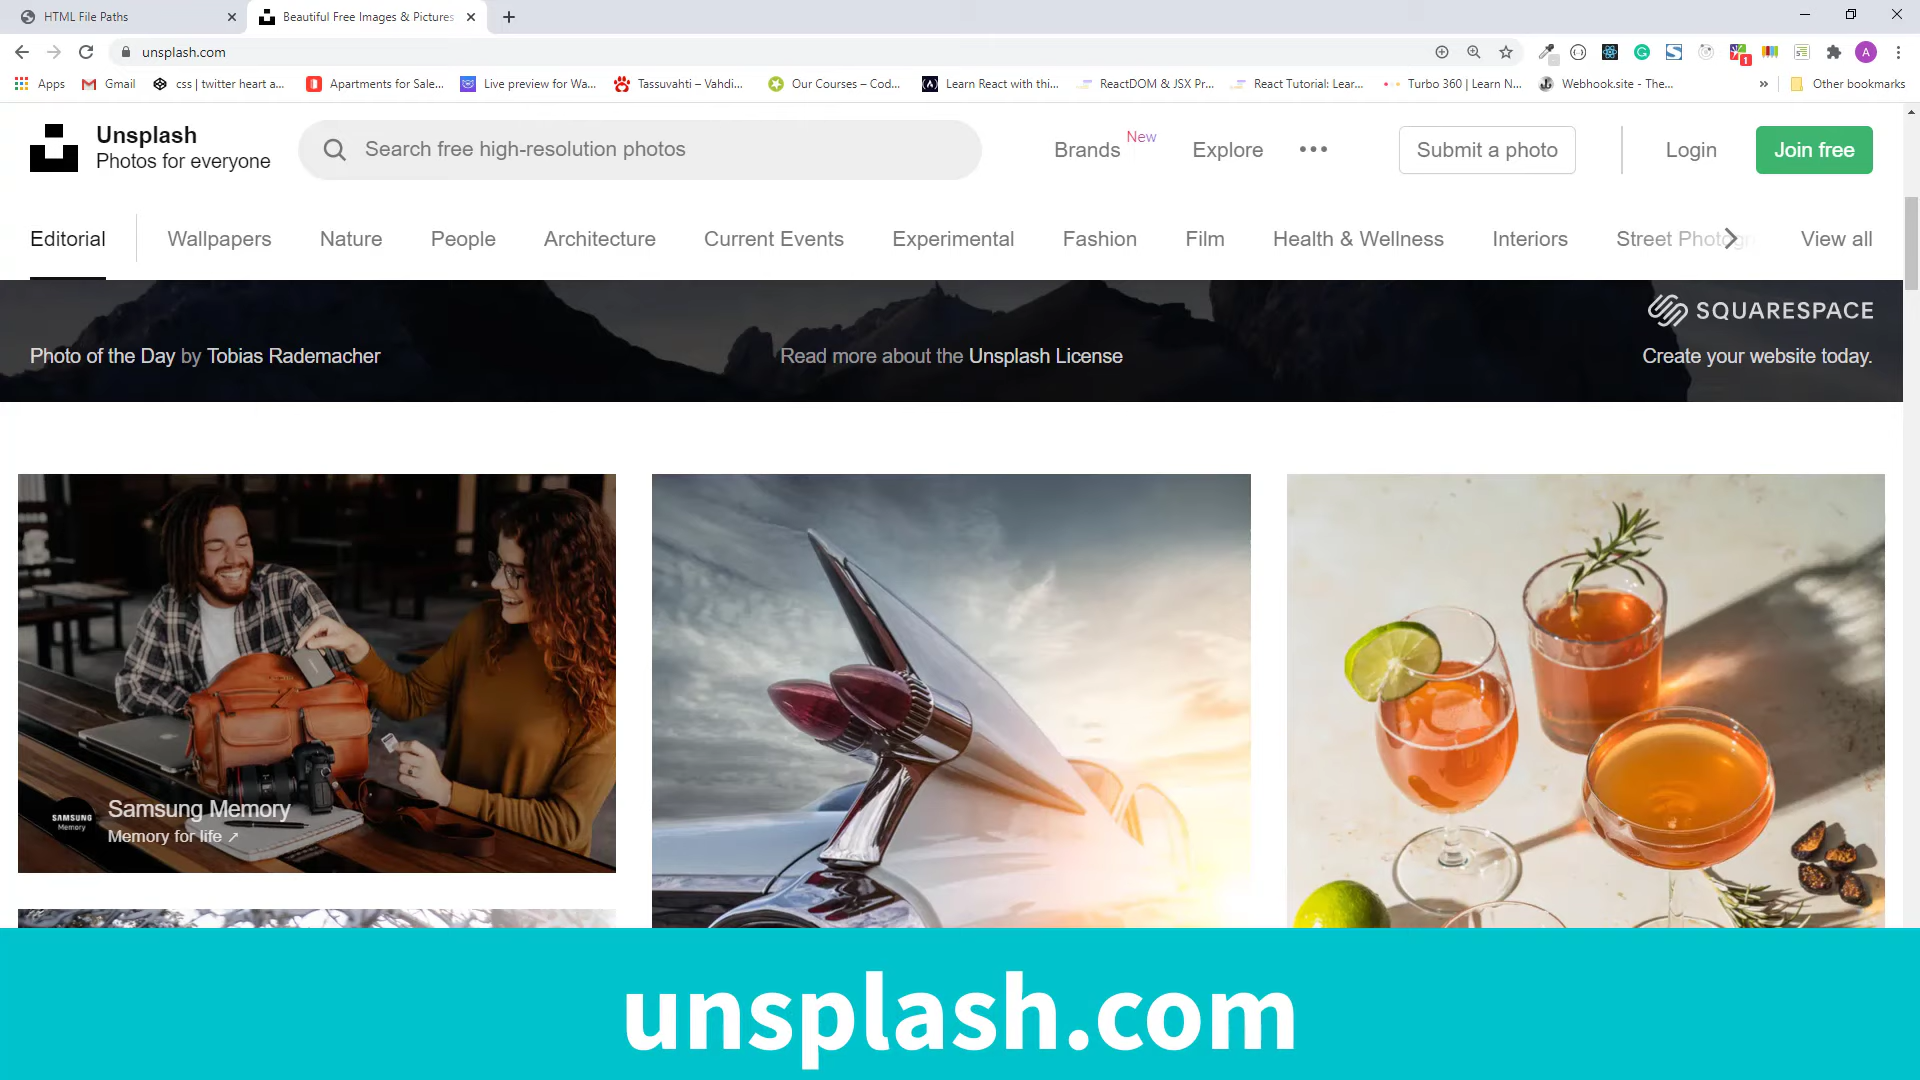 HTML File Paths
Beautiful Free Images & Pictures
unsplash.com
Apps
Gmail
css | twitter heart a...
Apartments for Sale...
Live preview for Wa...
Tassuvahti – Vahdi...
Our Courses – Cod...
Learn React with thi...
ReactDOM & JSX Pr...
React Tutorial: Lear...
Turbo 360 | Learn N...
Webhook.site - The...
Other bookmarks
1
A
Unsplash
Photos for everyone
Search free high-resolution photos
Brands
New
Explore
Submit a photo
Login
Join free
Editorial
Wallpapers
Nature
People
Architecture
Current Events
Experimental
Fashion
Film
Health & Wellness
Interiors
Street Photogr
View all
SQUARESPACE
Photo of the Day by Tobias Rademacher
Read more about the Unsplash License
Create your website today.
SAMSUNG
Memory
Samsung Memory
Memory for life ↗
unsplash.com